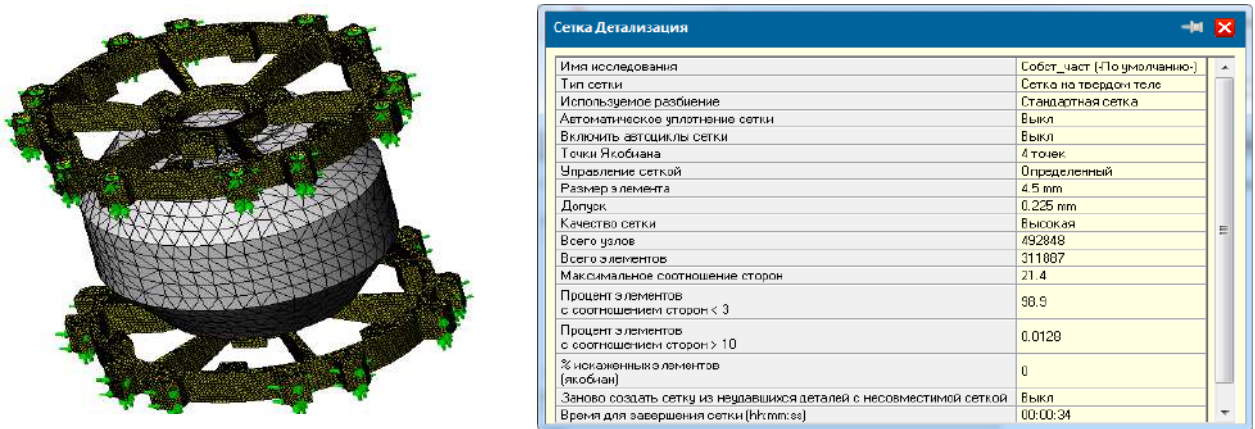 Сетка Детализация
Имя исследования Собст_част (-По умолчанию-)
Тип сетки Сетка на твердом теле
Используемое разбиение Стандартная сетка
Автоматическое уплотнение сетки Выкл
Включить автоциклы сетки Выкл
Точки Якобиана 4 точек
Управление сеткой Определенный
Размер элемента 4.5 mm
Допуск 0.225 mm
Качество сетки Высокая
Всего узлов 492848
Всего элементов 311887
Максимальное соотношение сторон 21.4
Процент элементов
с соотношением сторон < 3 98.9
Процент элементов
с соотношением сторон > 10 0.0128
% искаженных элементов
(якобиан) 0
Заново создать сетку из неудавшихся деталей с несовместимой сеткой Выкл
Время для завершения сетки (hh:mm:ss) 00:00:34